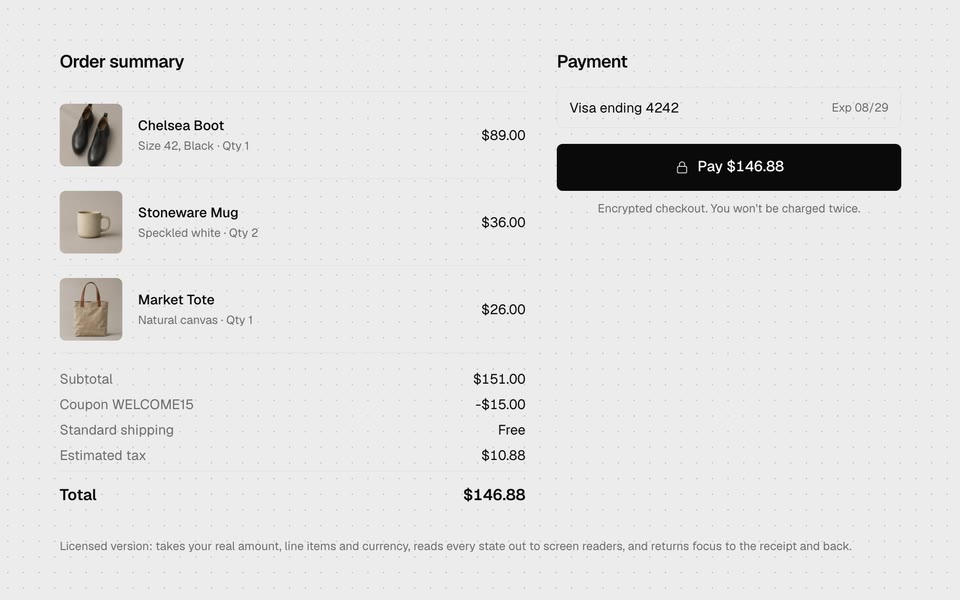 Order summary
Chelsea Boot
Size 42, Black · Qty 1
$89.00
Stoneware Mug
Speckled white · Qty 2
$36.00
Market Tote
Natural canvas · Qty 1
$26.00
Subtotal $151.00
Coupon WELCOME15 -$15.00
Standard shipping Free
Estimated tax $10.88
Total $146.88
Payment
Visa ending 4242 Exp 08/29
Pay $146.88
Encrypted checkout. You won't be charged twice.
Licensed version: takes your real amount, line items and currency, reads every state out to screen readers, and returns focus to the receipt and back.